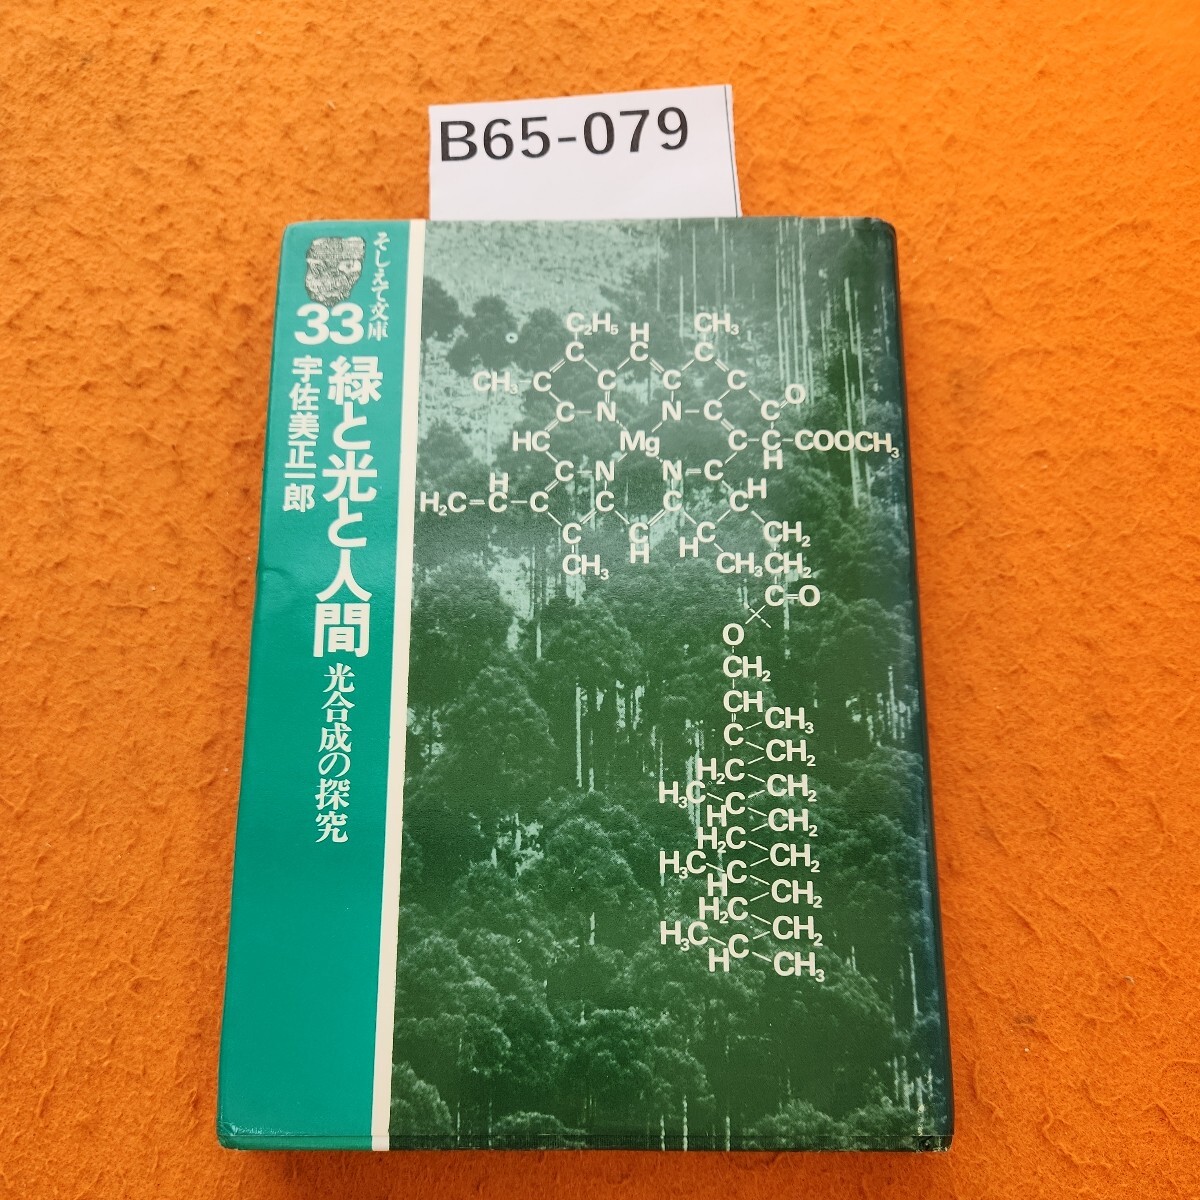 B65-079
そしえて文庫
33
緑と光と人間
光合成の探究
宇佐美正一郎
C₂H₅ H CH₃
C C C
CH₃ C C C C O
C N N C C
HC Mg C C COOCH₃
C N N C H
H₂C C C C C C H
H
C H H C CH₂
CH₃ CH₃ CH₂
C O
O
CH₂
CH
C CH₃
CH₂
H₂C
H₃C C CH₂
H C
H₂C CH₂
H₃C C CH₂
H C
H₂C CH₂
H₃C C CH₂
H C CH₃